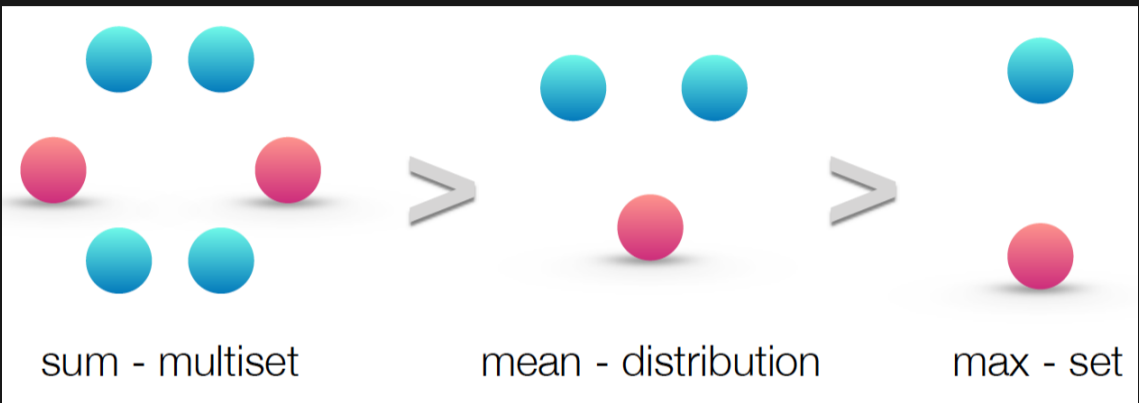 > >
sum - multiset mean - distribution max - set